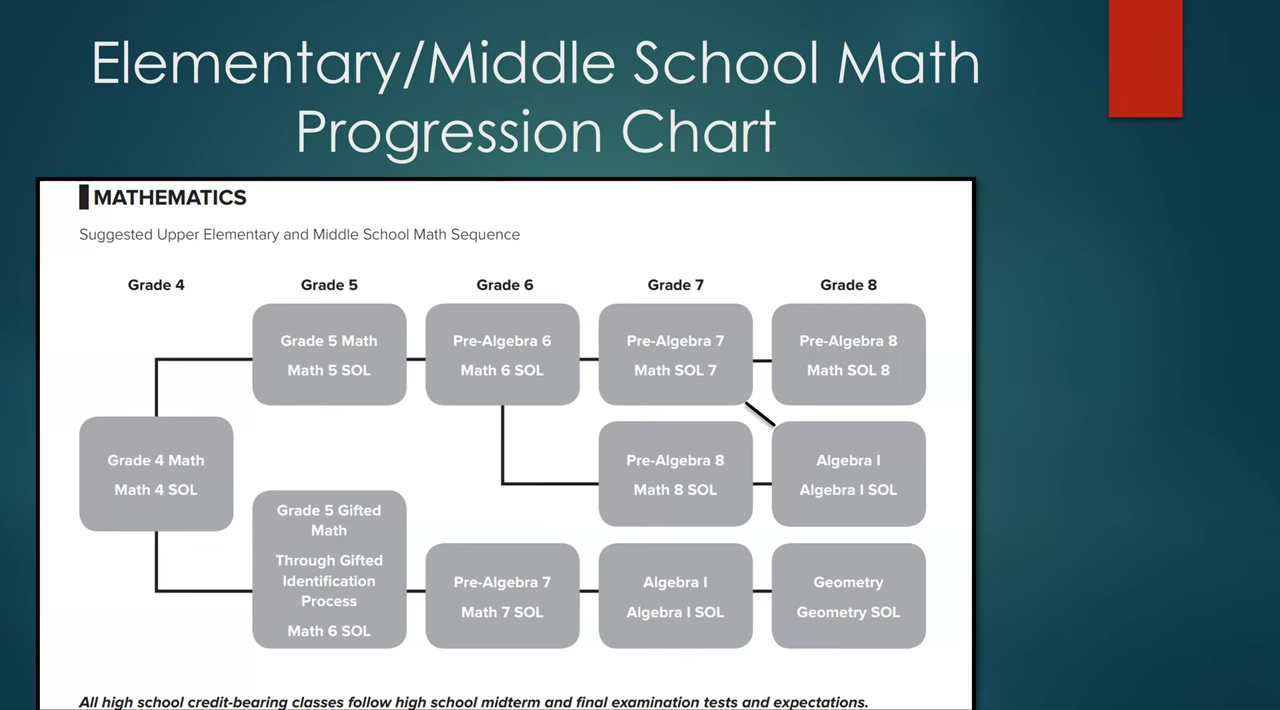 Elementary/Middle School Math
Progression Chart
MATHEMATICS
Suggested Upper Elementary and Middle School Math Sequence
Grade 4
Grade 5
Grade 6
Grade 7
Grade 8
Grade 5 Math
Math 5 SOL
Pre-Algebra 6
Math 6 SOL
Pre-Algebra 7
Math SOL 7
Pre-Algebra 8
Math SOL 8
Grade 4 Math
Math 4 SOL
Pre-Algebra 8
Math 8 SOL
Algebra I
Algebra I SOL
Grade 5 Gifted
Math
Through Gifted
Identification
Process
Math 6 SOL
Pre-Algebra 7
Math 7 SOL
Algebra I
Algebra I SOL
Geometry
Geometry SOL
All high school credit-bearing classes follow high school midterm and final examination tests and expectations.